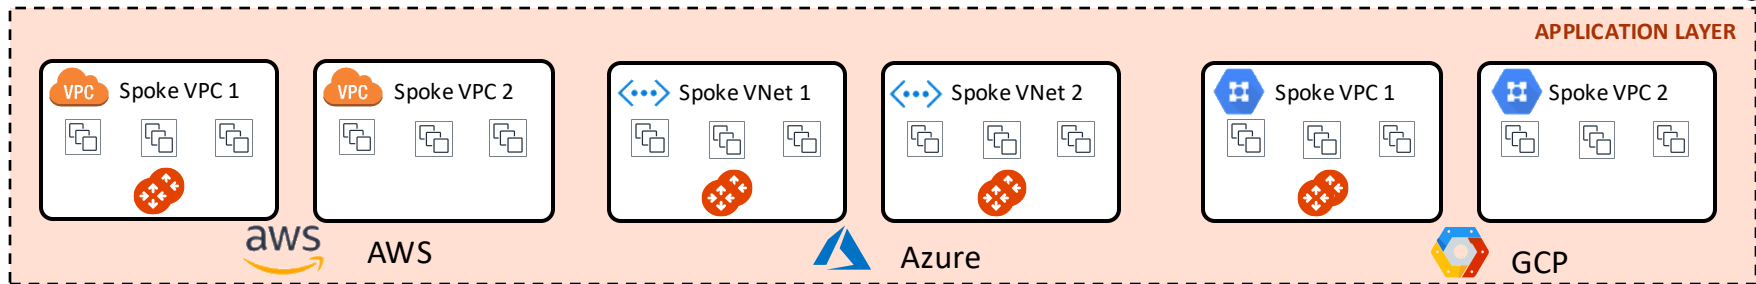 APPLICATION LAYER
VPC Spoke VPC 1
VPC Spoke VPC 2
Spoke VNet 1
Spoke VNet 2
Spoke VPC 1
Spoke VPC 2
aws AWS
Azure
GCP